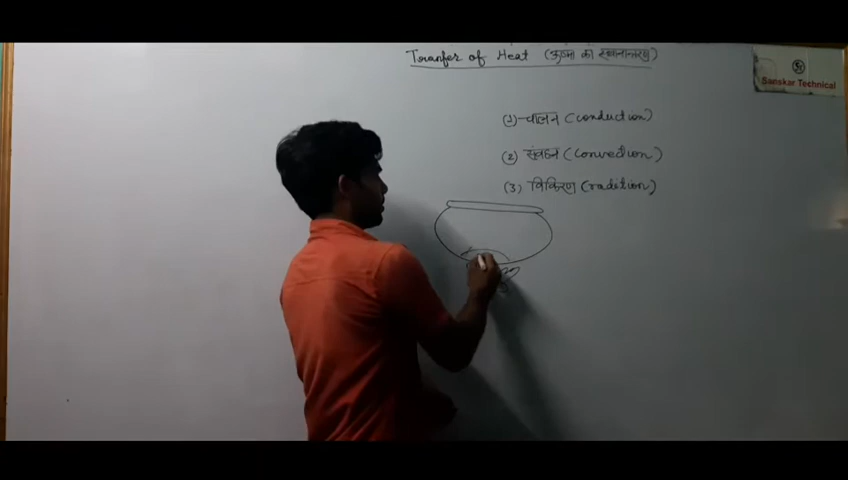 Tranfer of Heat (ऊष्मा का स्थानान्तरण)
Sanskar Technical
(1)-चालन (conduction)
(2) संवहन (convection)
(3) विकिरण (radition)